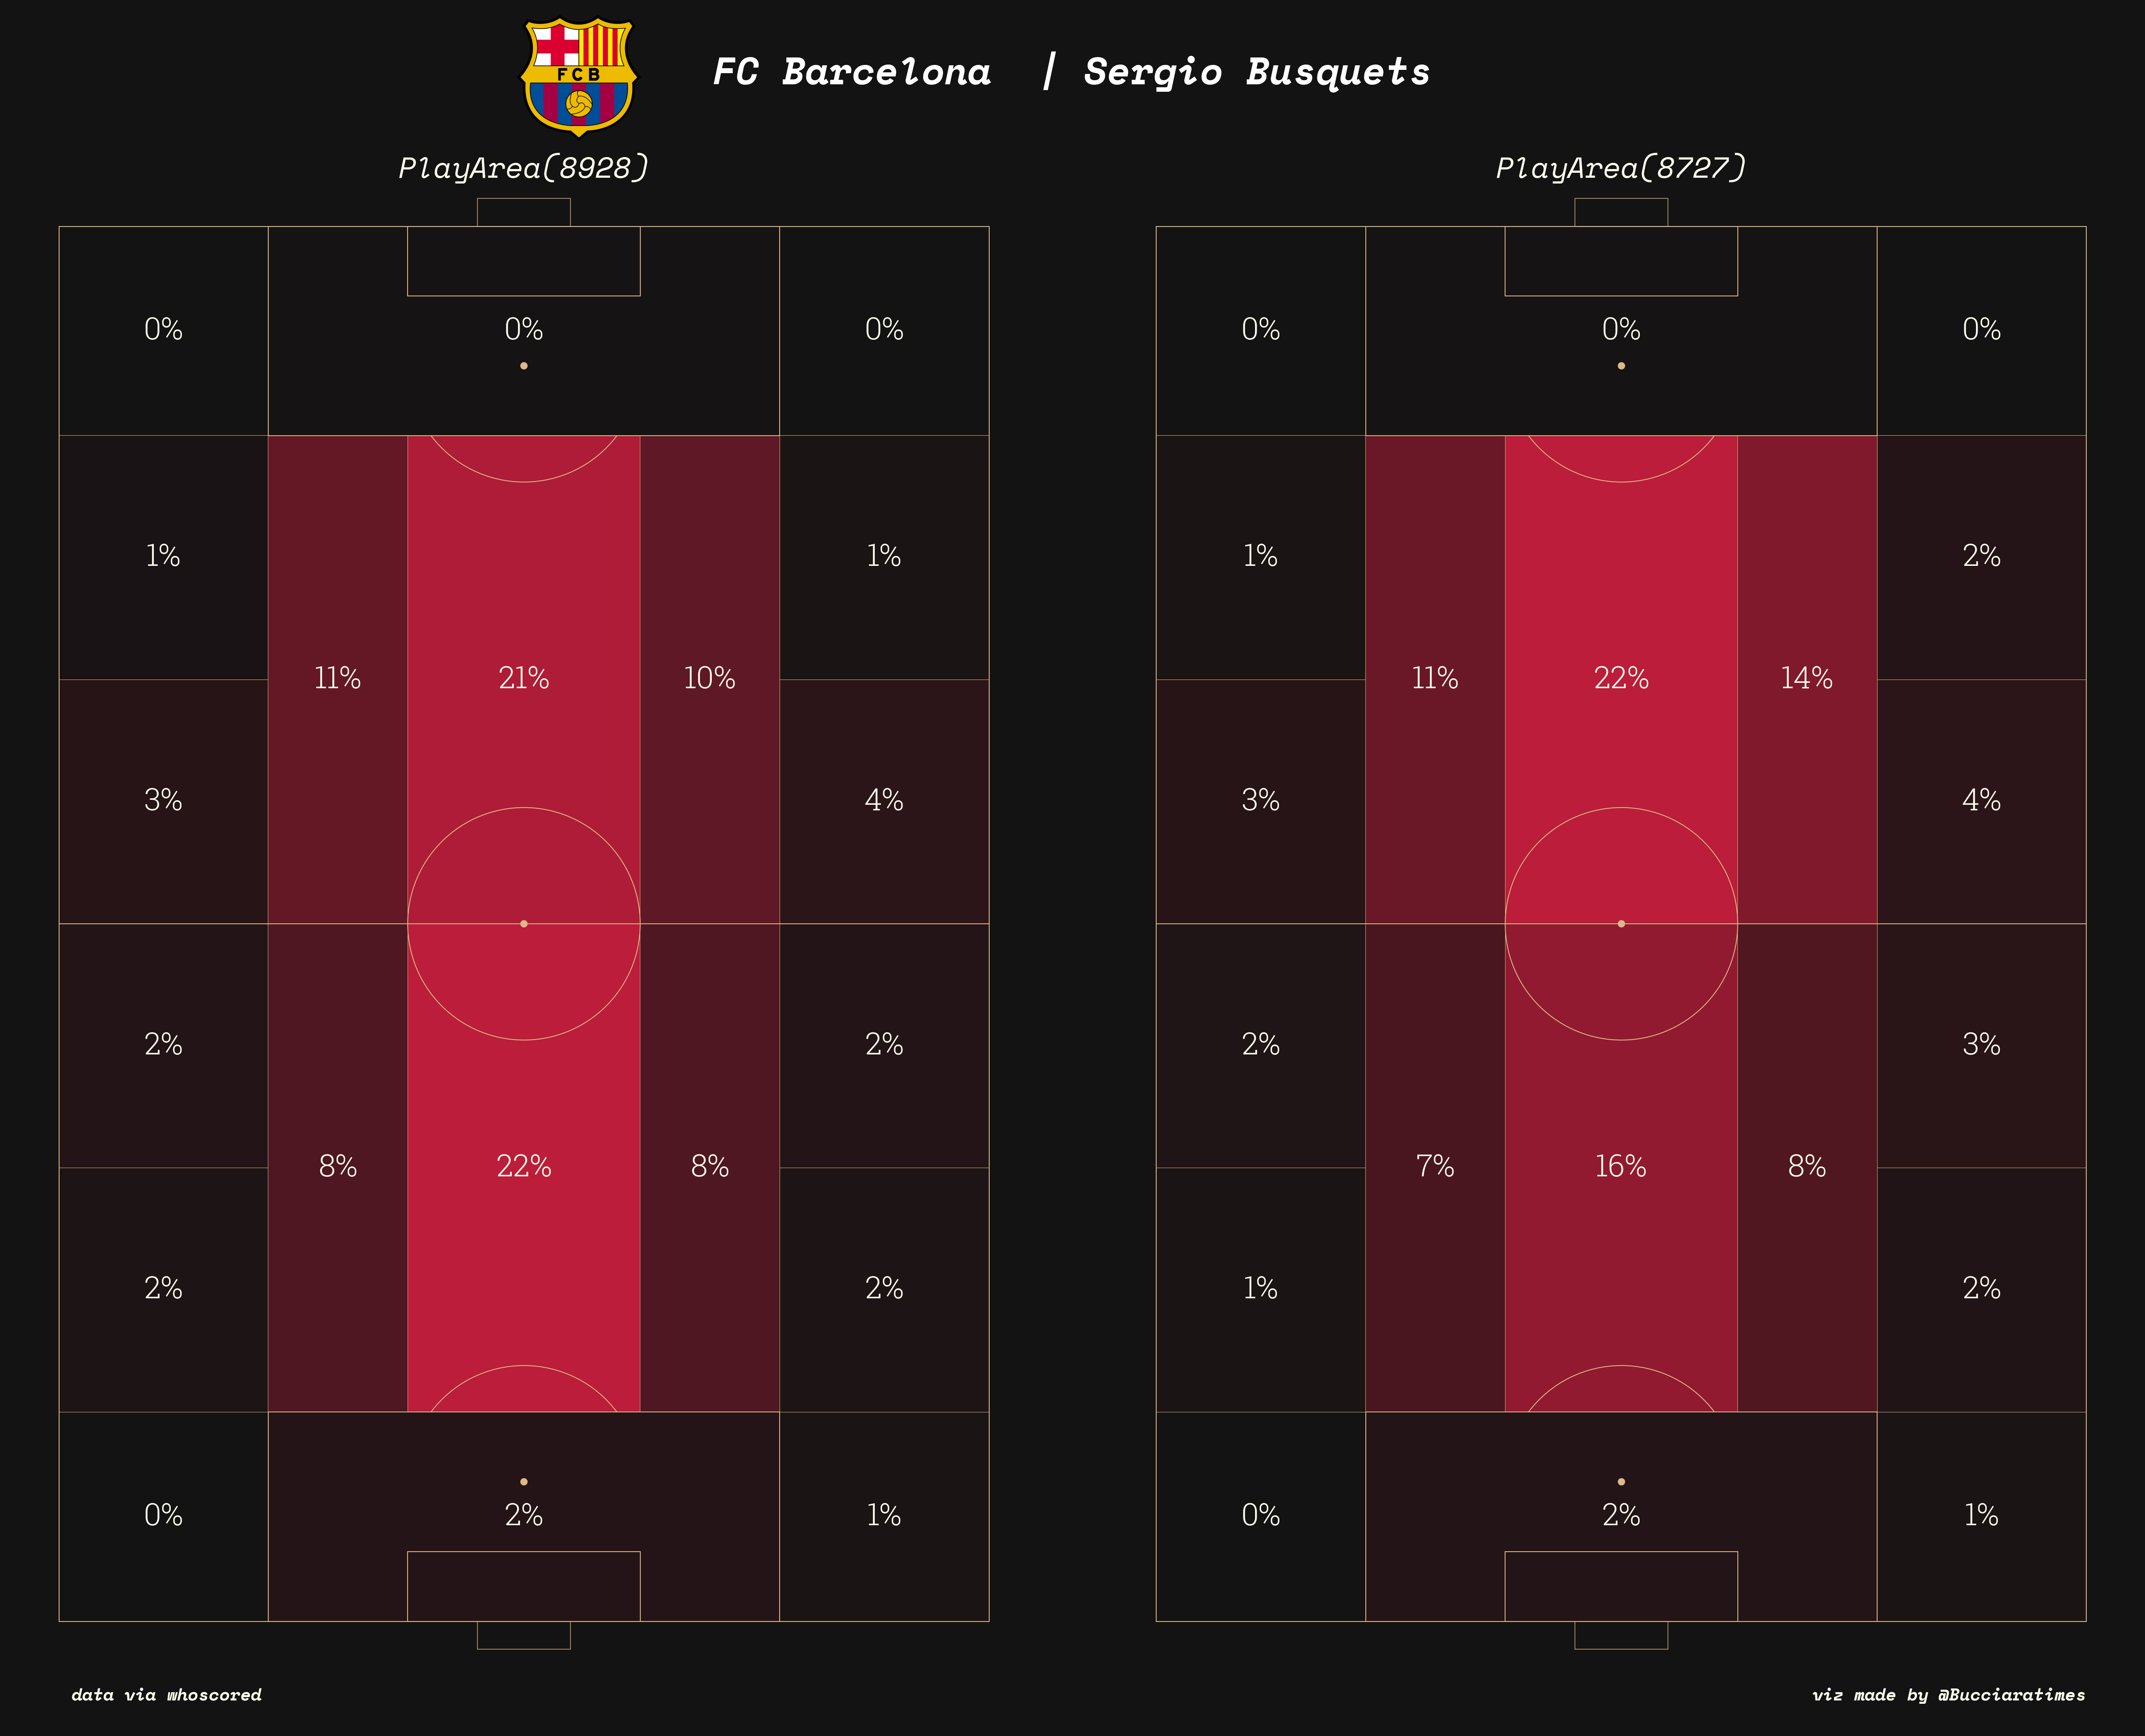 FCB
FC Barcelona / Sergio Busquets
PlayArea(8928)
0% 0% 0%
1% 1%
11% 21% 10%
3% 4%
2% 2%
8% 22% 8%
2% 2%
0% 2% 1%
PlayArea(8727)
0% 0% 0%
1% 2%
11% 22% 14%
3% 4%
2% 3%
7% 16% 8%
1% 2%
0% 2% 1%
data via whoscored
viz made by @Bucciaratimes